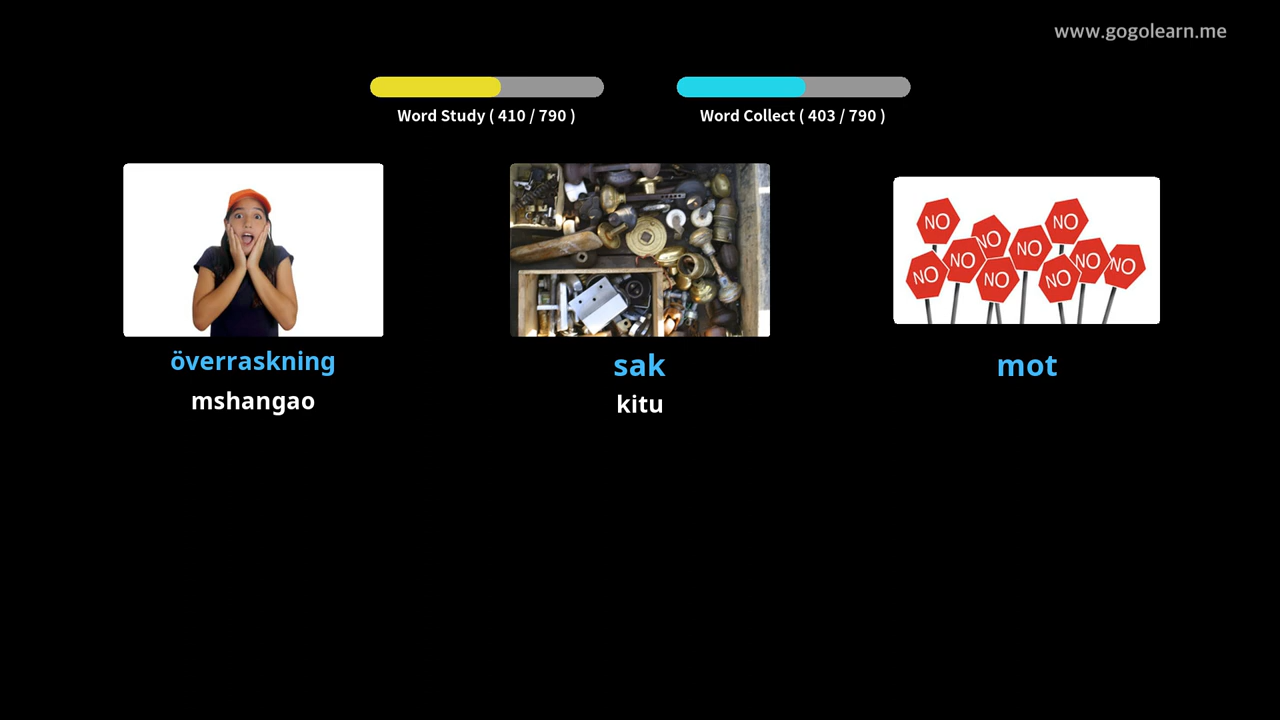 www.gogolearn.me
Word Study ( 410 / 790 )
Word Collect ( 403 / 790 )
NO
NO
NO
NO
NO
NO
NO
NO
NO
NO
överraskning
sak
mot
mshangao
kitu